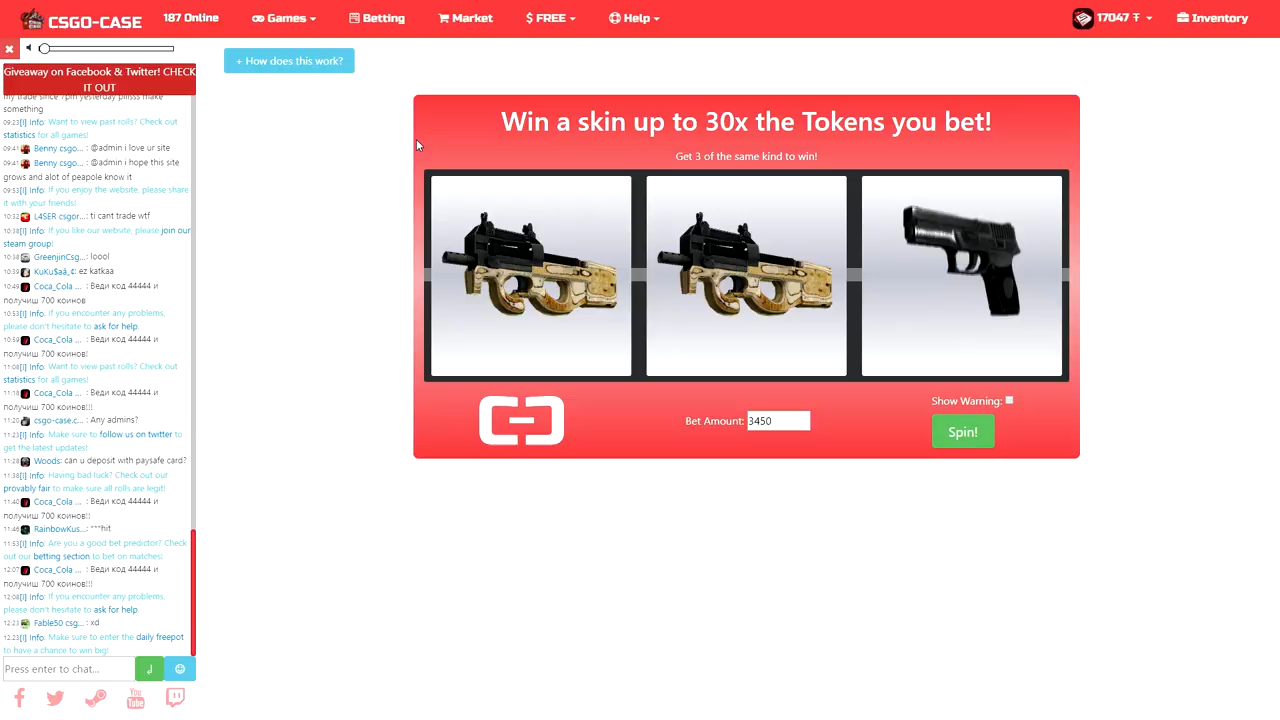 CSGO-CASE
187 Online
Games
Betting
Market
$ FREE
Help
17047 Ŧ
Inventory
Giveaway on Facebook & Twitter! CHECK
IT OUT
+ How does this work?
something
09:23[i] Info: Want to view past rolls? Check out
statistics for all games!
09:41 Benny csgo... : @admin i love ur site
09:41 Benny csgo... : @admin i hope this site
grows and alot of peapole know it
09:53[i] Info: If you enjoy the website, please share
it with your friends!
10:32 L4SER csgor...: ti cant trade wtf
10:38[i] Info: If you like our website, please join our
steam group!
10:38 GreenjinCsg...: loool
10:39 KuKu$aâ‚¢: ez katkaa
10:49 Coca_Cola ... : Веди код 44444 и
получиш 700 коинов
10:53[i] Info: If you encounter any problems,
please don't hesitate to ask for help.
10:59 Coca_Cola ... : Веди код 44444 и
получиш 700 коинов!
11:08[i] Info: Want to view past rolls? Check out
statistics for all games!
11:18 Coca_Cola ... : Веди код 44444 и
получиш 700 коинов!!!
11:20 csgo-case.c... : Any admins?
11:23[i] Info: Make sure to follow us on twitter to
get the latest updates!
11:28 Woods: can u deposit with paysafe card?
11:38[i] Info: Having bad luck? Check out our
provably fair to make sure all rolls are legit!
11:40 Coca_Cola ... : Веди код 44444 и
получиш 700 коинов!!
11:46 RainbowKus...: ***hit
11:53[i] Info: Are you a good bet predictor? Check
out our betting section to bet on matches!
12:07 Coca_Cola ... : Веди код 44444 и
получиш 700 коинов!!!
12:08[i] Info: If you encounter any problems,
please don't hesitate to ask for help.
12:23 Fable50 csg... : xd
12:23[i] Info: Make sure to enter the daily freepot
to have a chance to win big!
Press enter to chat...
You
Tube
Win a skin up to 30x the Tokens you bet!
Get 3 of the same kind to win!
Bet Amount: 3450
Show Warning:
Spin!